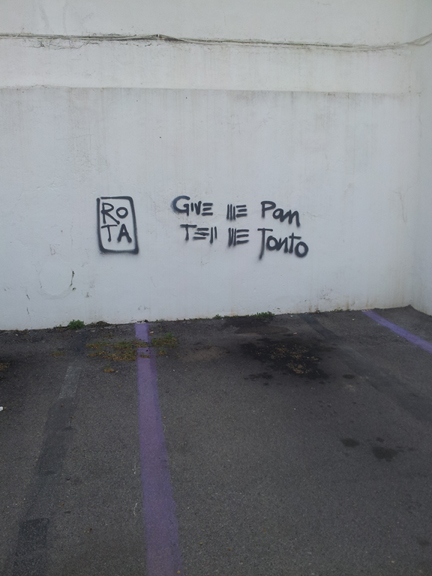 RO
TA
GIVE ME Pan
TEll ME Tonto